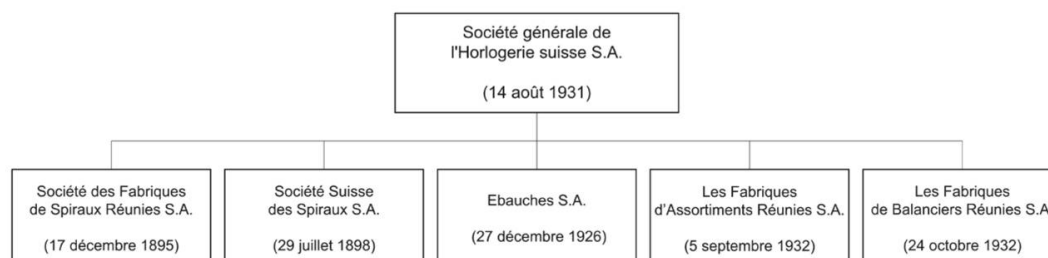 Société générale de
l'Horlogerie suisse S.A.
(14 août 1931)
Société des Fabriques
de Spiraux Réunies S.A.
(17 décembre 1895)
Société Suisse
des Spiraux S.A.
(29 juillet 1898)
Ebauches S.A.
(27 décembre 1926)
Les Fabriques
d'Assortiments Réunies S.A.
(5 septembre 1932)
Les Fabriques
de Balanciers Réunies S.A
(24 octobre 1932)